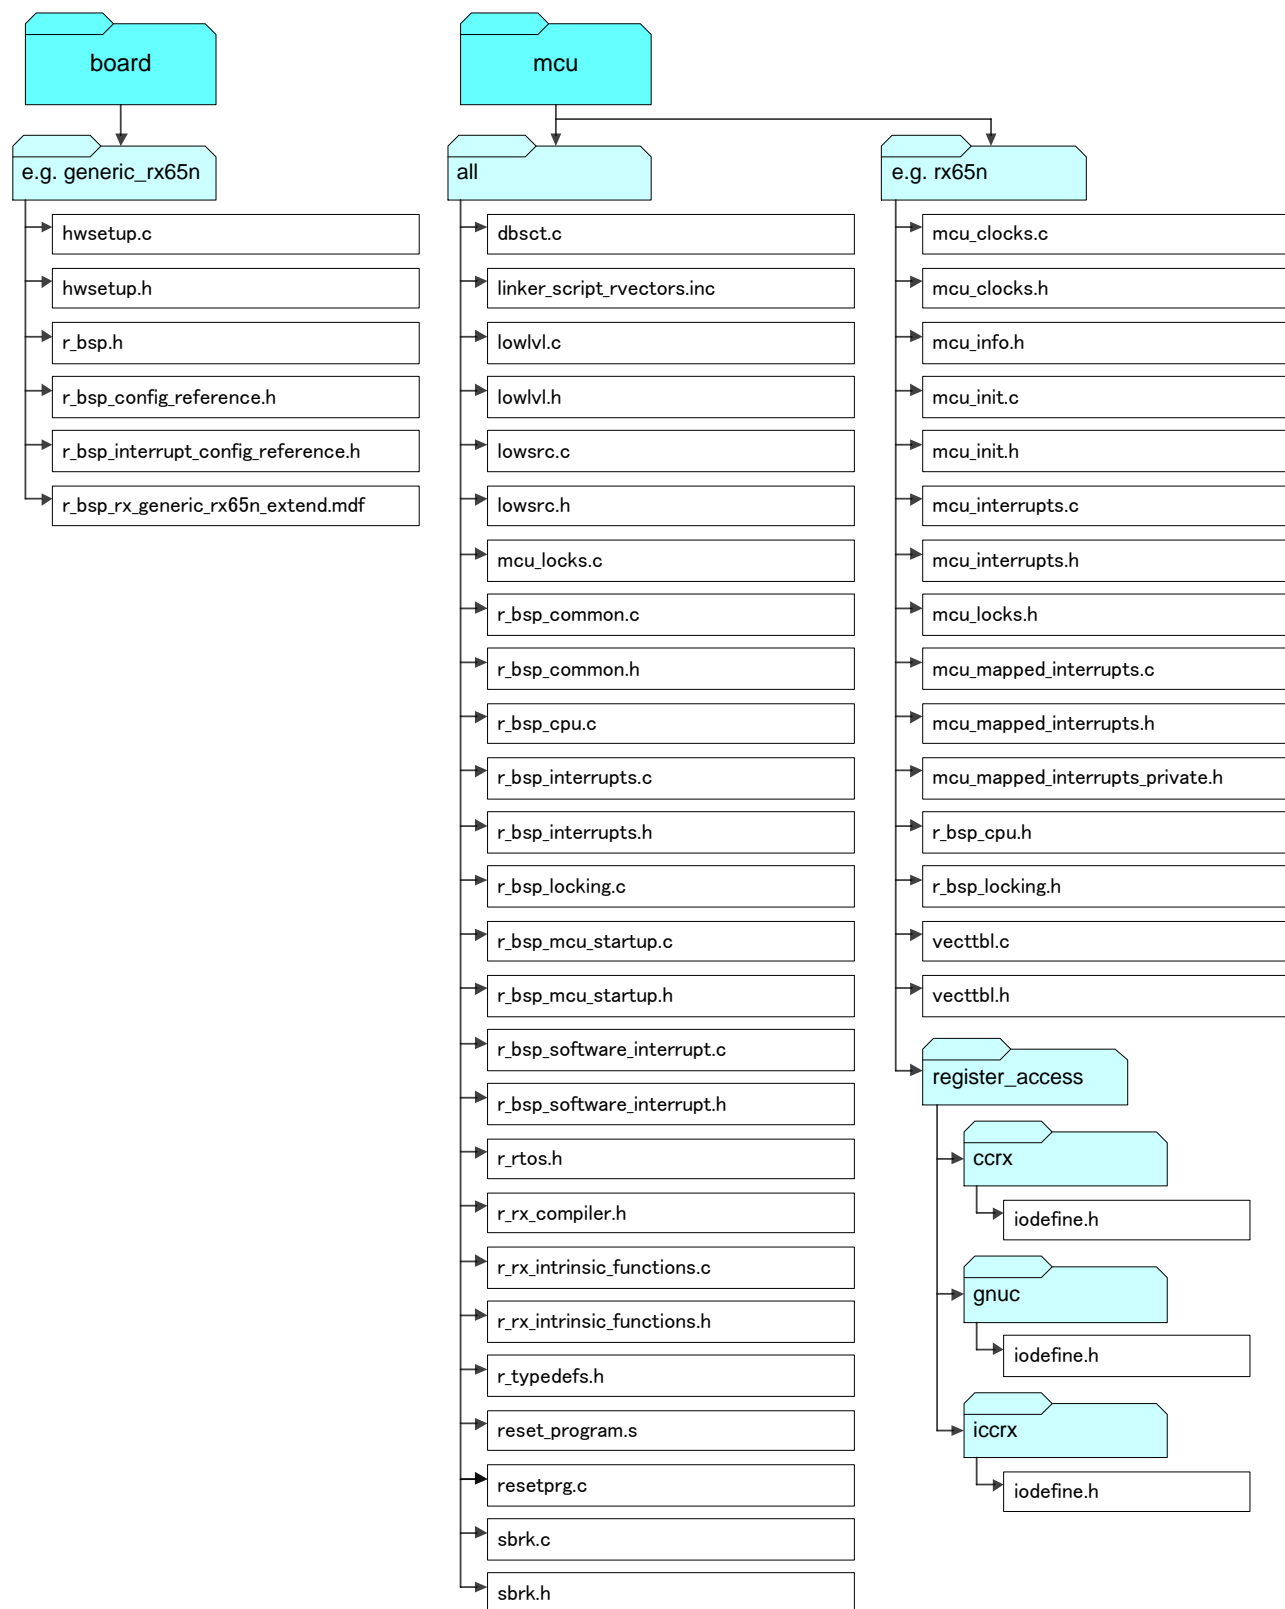 board
e.g. generic_rx65n
hwsetup.c
hwsetup.h
r_bsp.h
r_bsp_config_reference.h
r_bsp_interrupt_config_reference.h
r_bsp_rx_generic_rx65n_extend.mdf
mcu
all
dbsct.c
linker_script_rvectors.inc
lowlvl.c
lowlvl.h
lowsrc.c
lowsrc.h
mcu_locks.c
r_bsp_common.c
r_bsp_common.h
r_bsp_cpu.c
r_bsp_interrupts.c
r_bsp_interrupts.h
r_bsp_locking.c
r_bsp_mcu_startup.c
r_bsp_mcu_startup.h
r_bsp_software_interrupt.c
r_bsp_software_interrupt.h
r_rtos.h
r_rx_compiler.h
r_rx_intrinsic_functions.c
r_rx_intrinsic_functions.h
r_typedefs.h
reset_program.s
resetprg.c
sbrk.c
sbrk.h
e.g. rx65n
mcu_clocks.c
mcu_clocks.h
mcu_info.h
mcu_init.c
mcu_init.h
mcu_interrupts.c
mcu_interrupts.h
mcu_locks.h
mcu_mapped_interrupts.c
mcu_mapped_interrupts.h
mcu_mapped_interrupts_private.h
r_bsp_cpu.h
r_bsp_locking.h
vecttbl.c
vecttbl.h
register_access
ccrx
iodefine.h
gnuc
iodefine.h
iccrx
iodefine.h